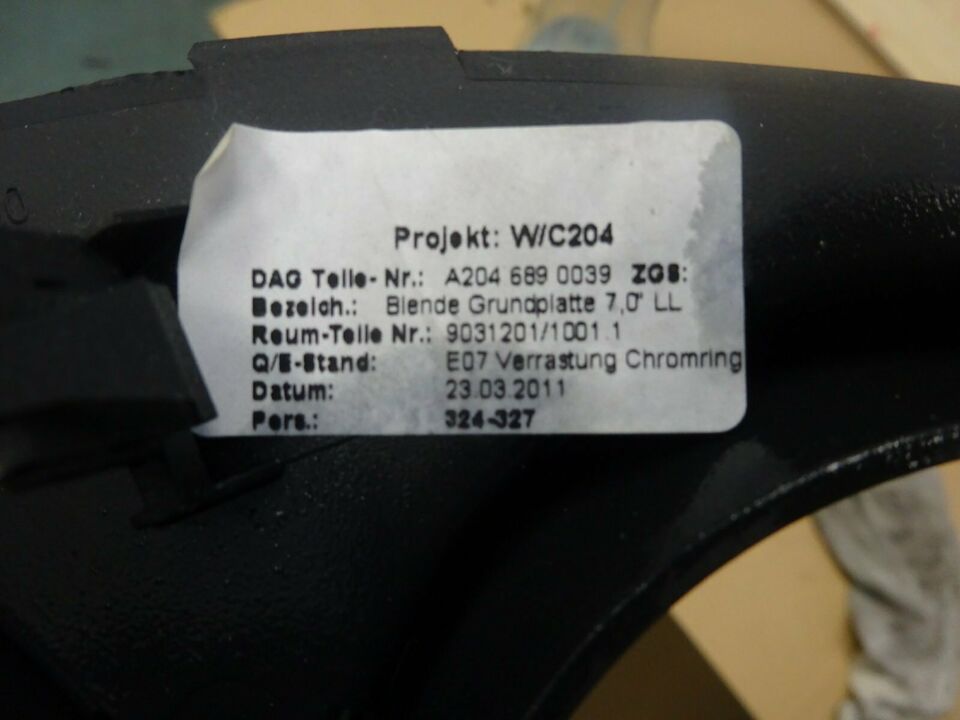 Projekt: W/C204
DAG Teile-Nr.: A204 689 0039 ZGS:
Bezeich.: Blende Grundplatte 7,0" LL
Reum-Teile Nr.: 9031201/1001.1
Q/E-Stand: E07 Verrastung Chromring
Datum: 23.03.2011
Pers.: 324-327